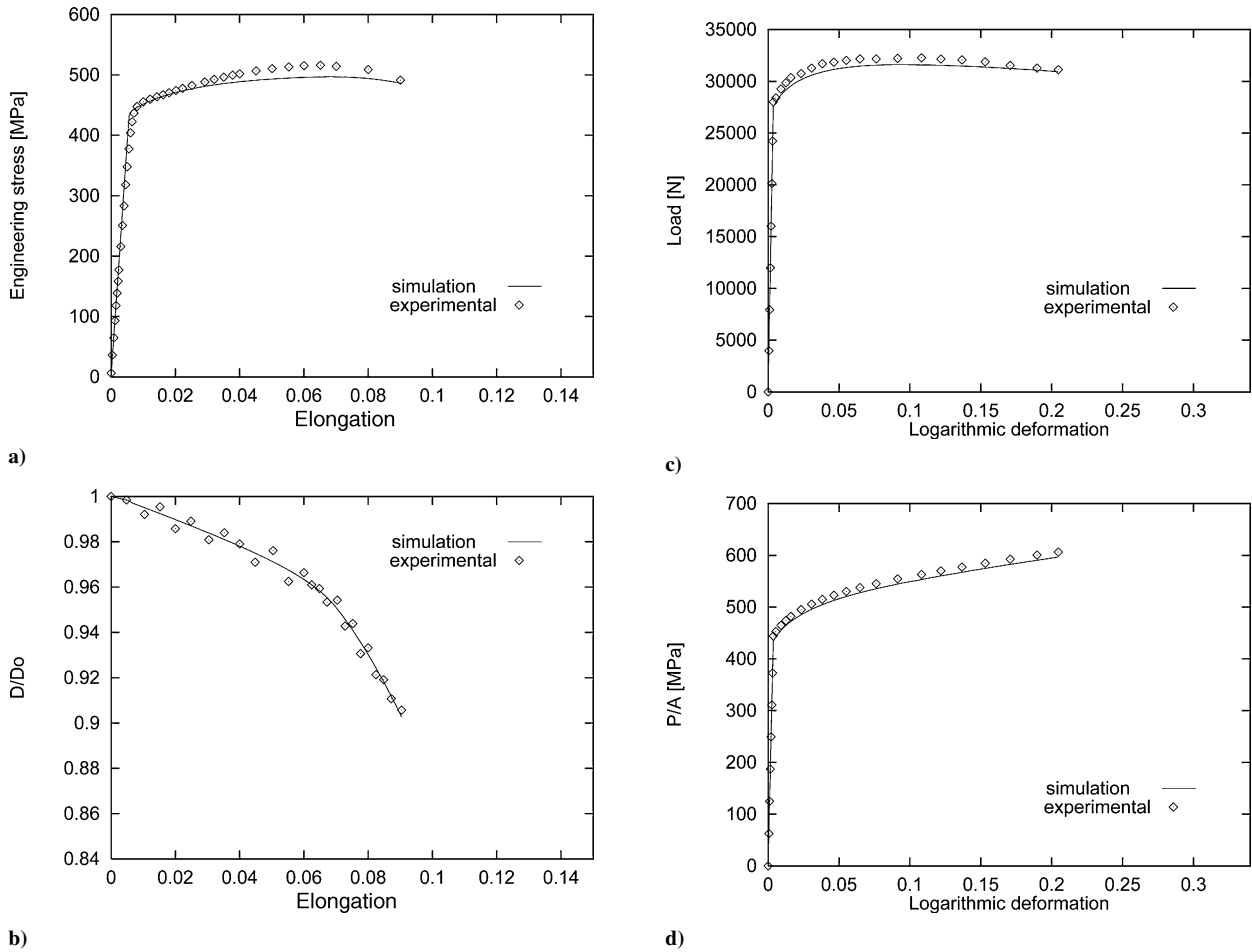 600
500
400
300
200
100
0
Engineering stress [MPa]
simulation
experimental
0 0.02 0.04 0.06 0.08 0.1 0.12 0.14
Elongation
a)
35000
30000
25000
20000
15000
10000
5000
0
Load [N]
simulation
experimental
0 0.05 0.1 0.15 0.2 0.25 0.3
Logarithmic deformation
c)
1
0.98
0.96
0.94
0.92
0.9
0.88
0.86
0.84
D/Do
simulation
experimental
0 0.02 0.04 0.06 0.08 0.1 0.12 0.14
Elongation
b)
700
600
500
400
300
200
100
0
P/A [MPa]
simulation
experimental
0 0.05 0.1 0.15 0.2 0.25 0.3
Logarithmic deformation
d)